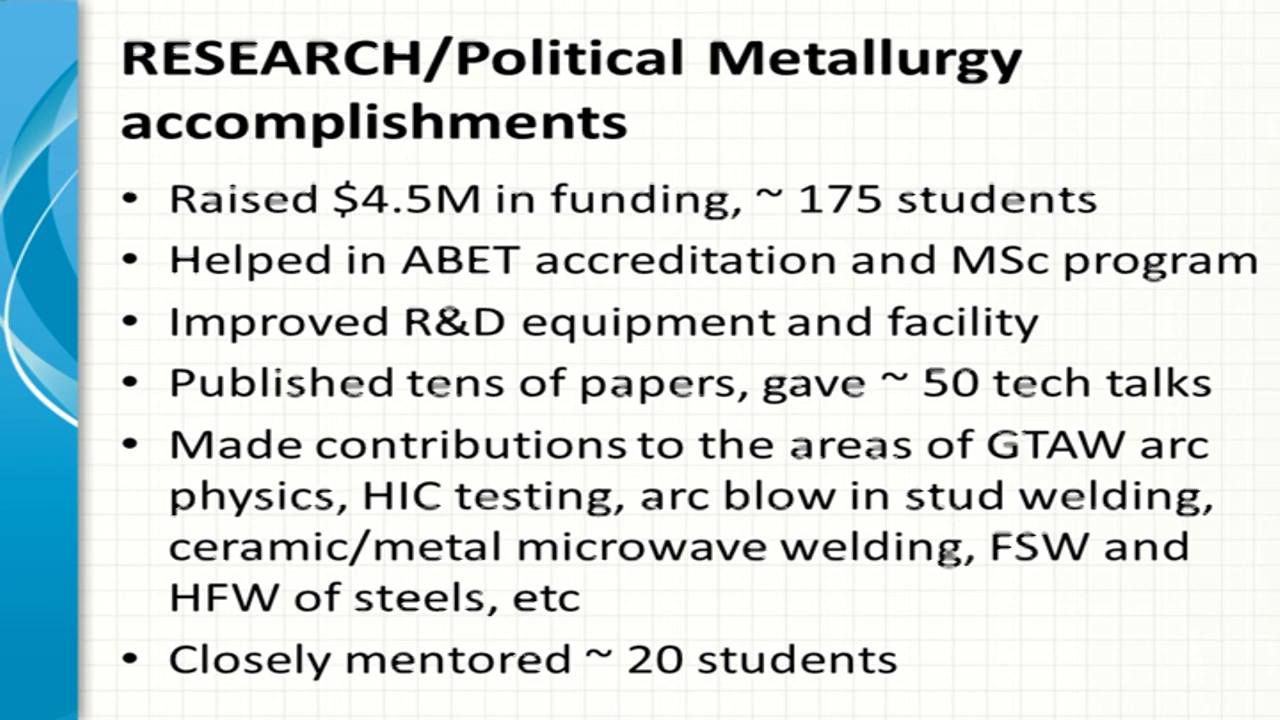 RESEARCH/Political Metallurgy
accomplishments
• Raised $4.5M in funding, ~ 175 students
• Helped in ABET accreditation and MSc program
• Improved R&D equipment and facility
• Published tens of papers, gave ~ 50 tech talks
• Made contributions to the areas of GTAW arc
physics, HIC testing, arc blow in stud welding,
ceramic/metal microwave welding, FSW and
HFW of steels, etc
• Closely mentored ~ 20 students